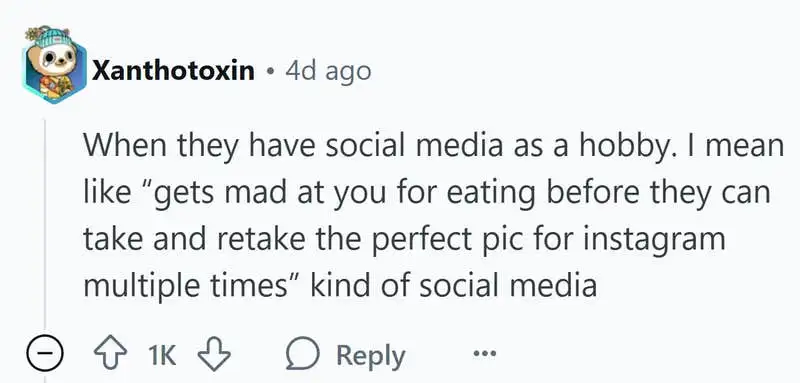 Xanthotoxin • 4d ago
When they have social media as a hobby. I mean
like “gets mad at you for eating before they can
take and retake the perfect pic for instagram
multiple times” kind of social media
1K Reply ...